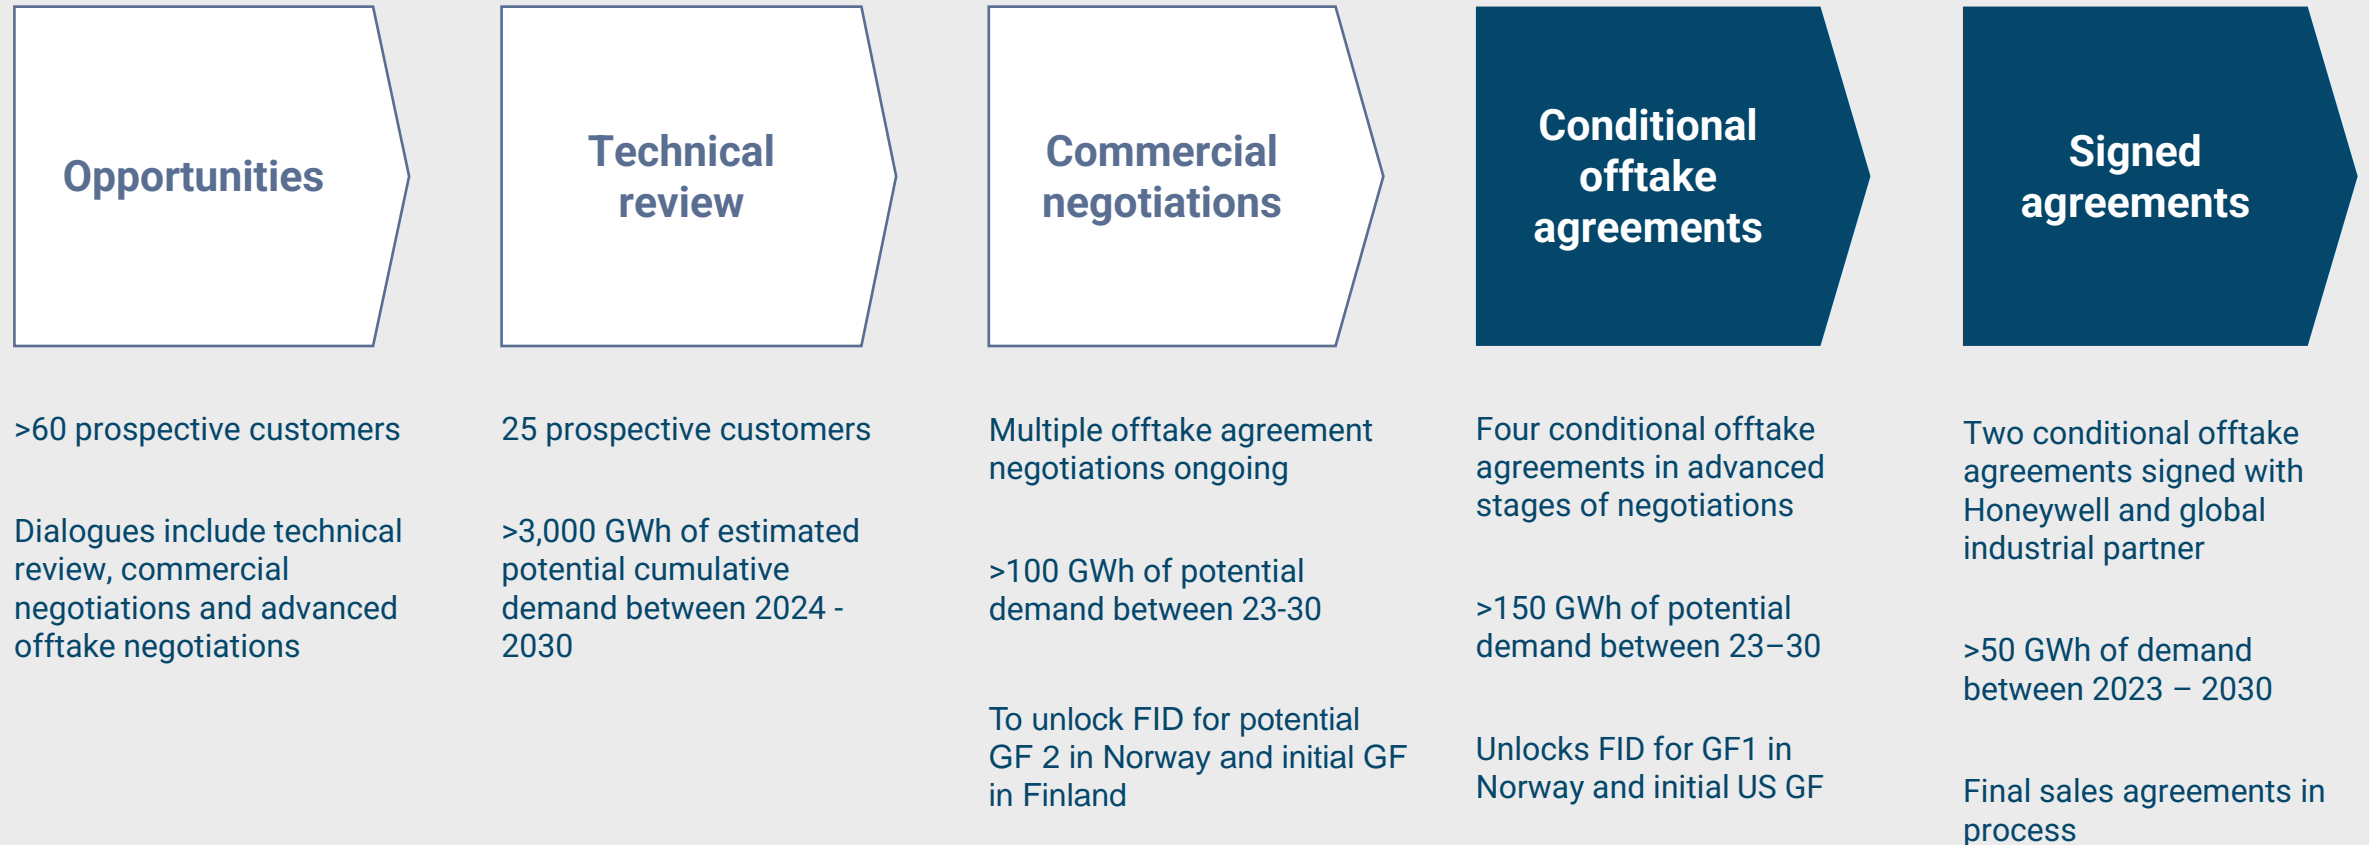 Opportunities
Technical
review
Commercial
negotiations
Conditional
offtake
agreements
Signed
agreements
>60 prospective customers
Dialogues include technical
review, commercial
negotiations and advanced
offtake negotiations
25 prospective customers
>3,000 GWh of estimated
potential cumulative
demand between 2024 -
2030
Multiple offtake agreement
negotiations ongoing
>100 GWh of potential
demand between 23-30
To unlock FID for potential
GF 2 in Norway and initial GF
in Finland
Four conditional offtake
agreements in advanced
stages of negotiations
>150 GWh of potential
demand between 23–30
Unlocks FID for GF1 in
Norway and initial US GF
Two conditional offtake
agreements signed with
Honeywell and global
industrial partner
>50 GWh of demand
between 2023 – 2030
Final sales agreements in
process